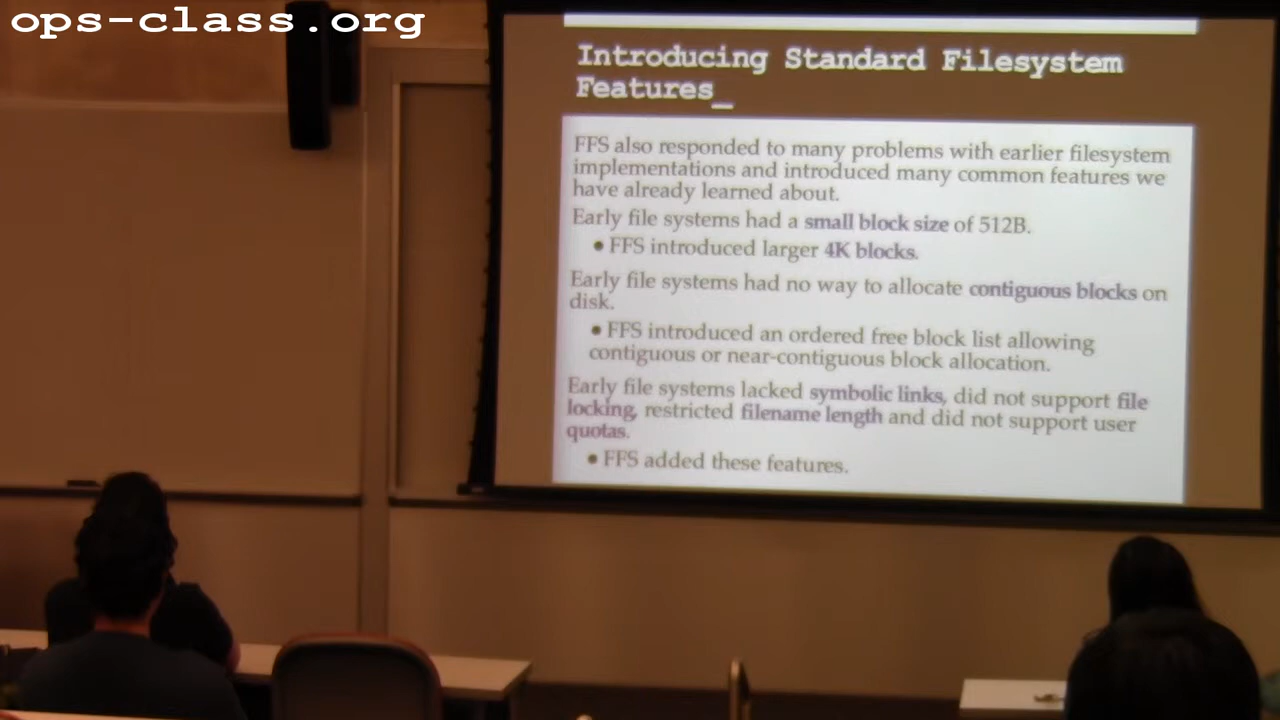 ops-class.org
Introducing Standard Filesystem
Features_
FFS also responded to many problems with earlier filesystem
implementations and introduced many common features we
have already learned about.
Early file systems had a small block size of 512B.
• FFS introduced larger 4K blocks.
Early file systems had no way to allocate contiguous blocks on
disk.
• FFS introduced an ordered free block list allowing
contiguous or near-contiguous block allocation.
Early file systems lacked symbolic links, did not support file
locking, restricted filename length and did not support user
quotas.
• FFS added these features.